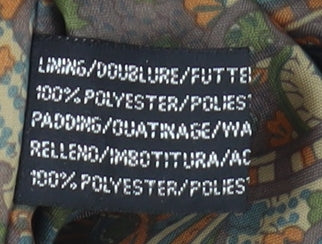 LINING/DOUBLURE/FUTTE
100% POLYESTER/POLIES
PADDING/OUATINAGE/WA
RELLENO/IMBOTITURA/AC
100% POLYESTER/POLIES